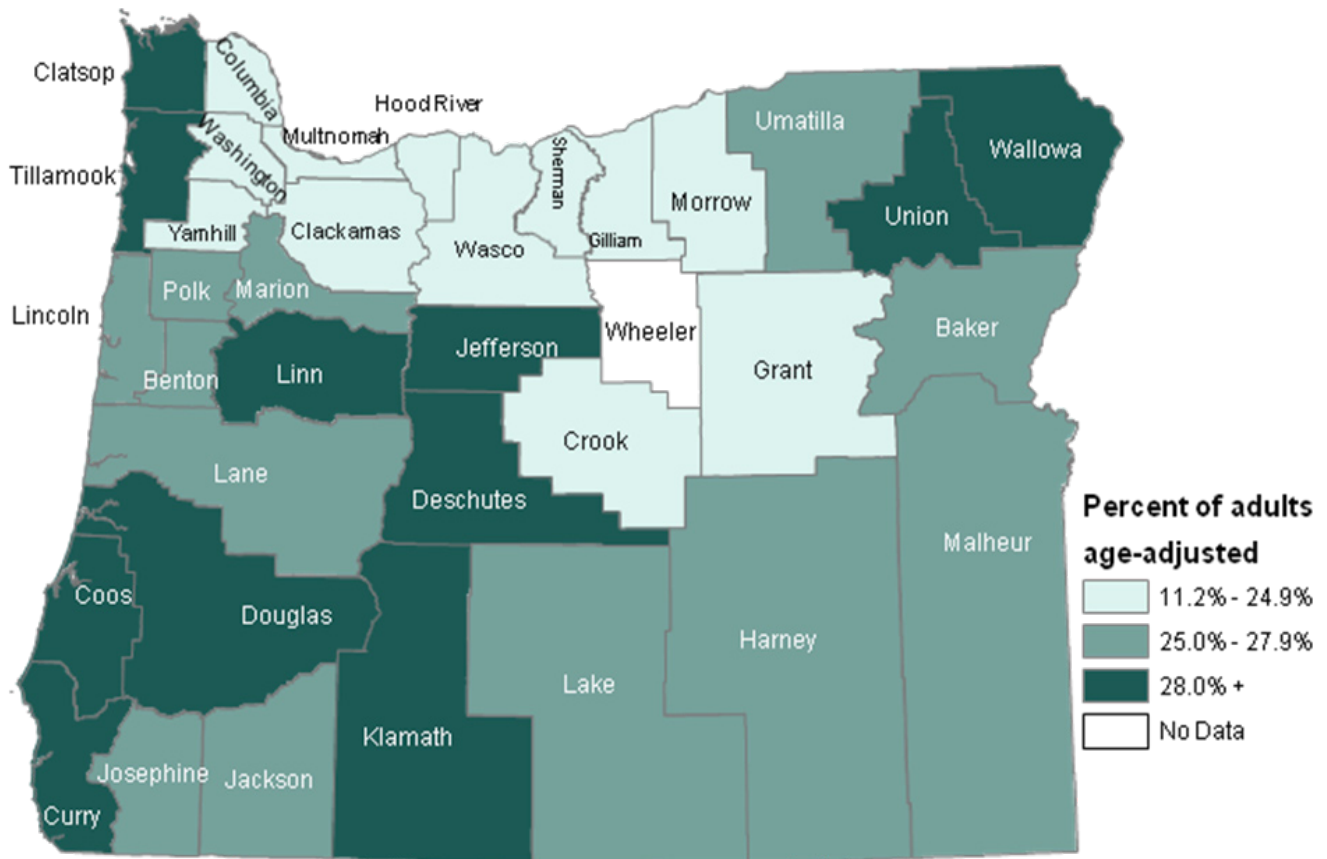 Clatsop
Columbia
Hood River
Multnomah
Washington
Tillamook
Yamhill
Clackamas
Wasco
Sherman
Gilliam
Morrow
Umatilla
Union
Wallowa
Lincoln
Polk
Marion
Benton
Linn
Jefferson
Wheeler
Grant
Baker
Crook
Lane
Deschutes
Malheur
Coos
Douglas
Harney
Lake
Klamath
Josephine
Jackson
Curry
Percent of adults
age-adjusted
11.2% - 24.9%
25.0% - 27.9%
28.0% +
No Data